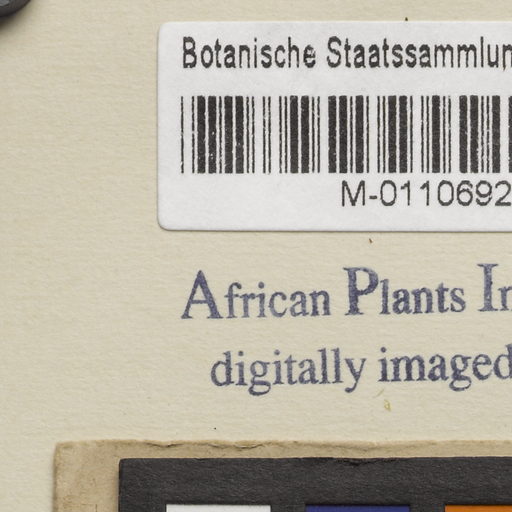 Botanische Staatssammlun
M-0110692
African Plants In
digitally imaged